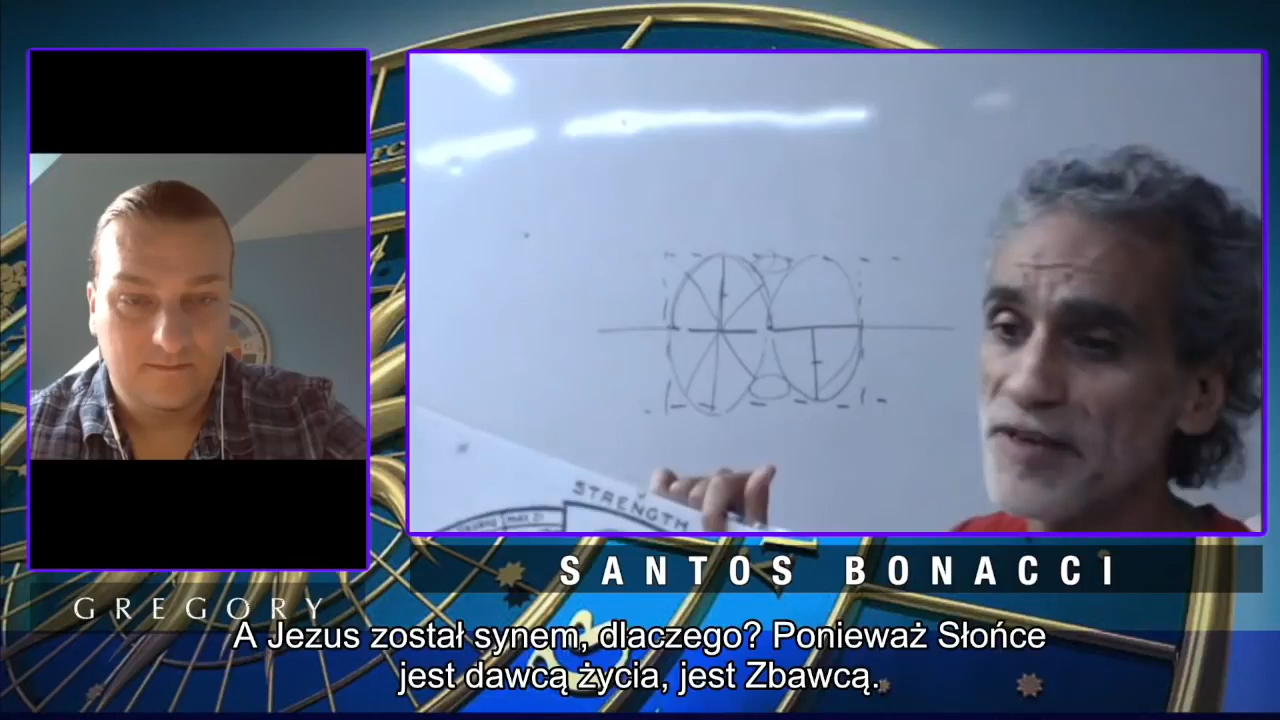 STRENGTH
SANTOS BONACCI
GREGORY
A Jezus został synem, dlaczego? Ponieważ Słońce
jest dawcą życia, jest Zbawcą.